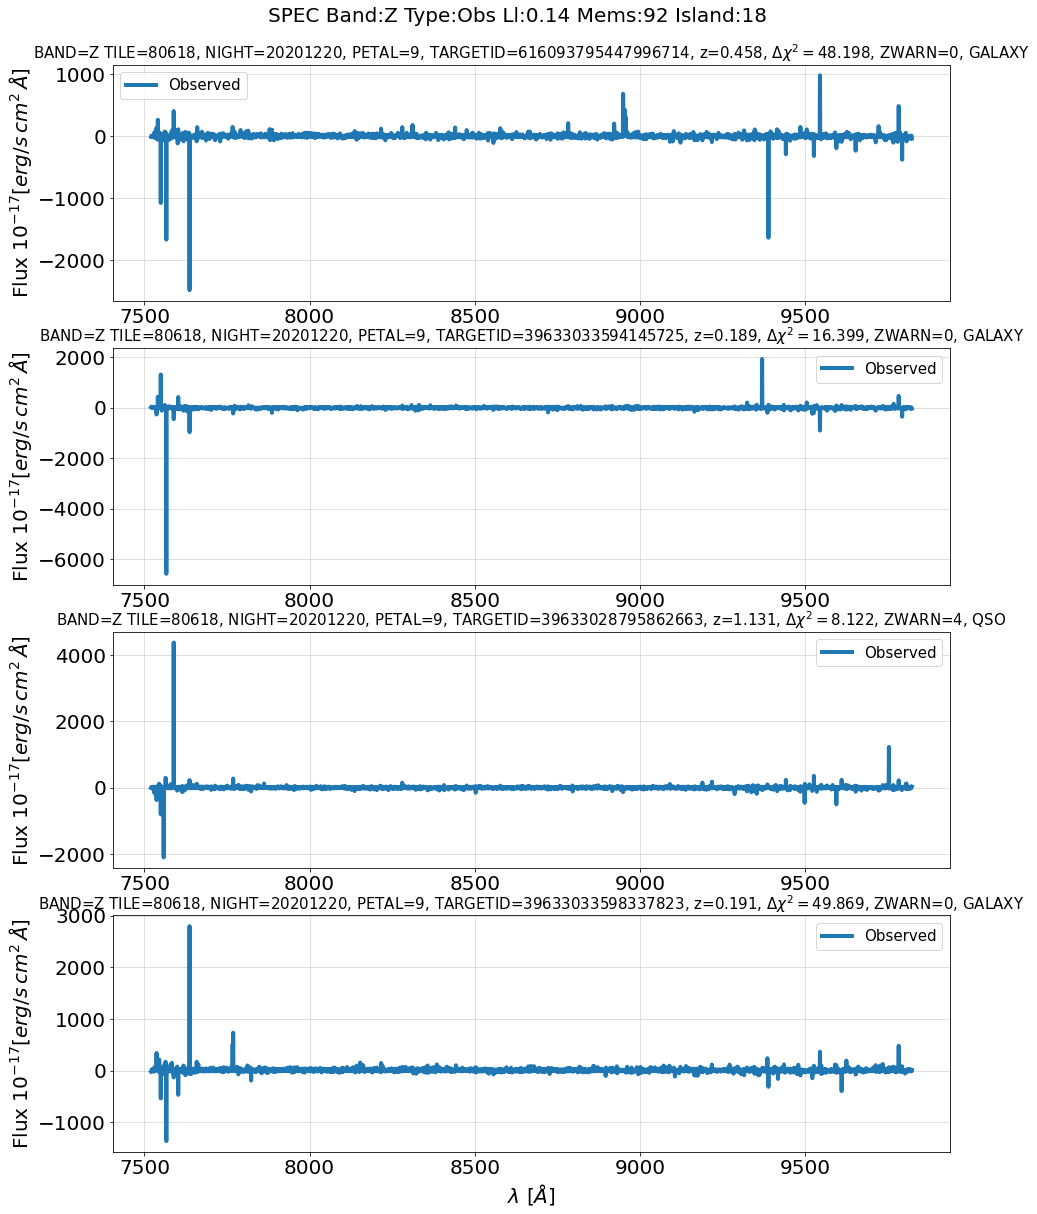 SPEC Band:Z Type:Obs Ll:0.14 Mems:92 Island:18
BAND=Z TILE=80618, NIGHT=20201220, PETAL=9, TARGETID=616093795447996714, z=0.458, Δχ² = 48.198, ZWARN=0, GALAXY
Observed
1000
0
−1000
−2000
Flux 10⁻¹⁷[erg/s cm² Å]
7500 8000 8500 9000 9500
BAND=Z TILE=80618, NIGHT=20201220, PETAL=9, TARGETID=39633033594145725, z=0.189, Δχ² = 16.399, ZWARN=0, GALAXY
Observed
2000
0
−2000
−4000
−6000
Flux 10⁻¹⁷[erg/s cm² Å]
7500 8000 8500 9000 9500
BAND=Z TILE=80618, NIGHT=20201220, PETAL=9, TARGETID=39633028795862663, z=1.131, Δχ² = 8.122, ZWARN=4, QSO
Observed
4000
2000
0
−2000
Flux 10⁻¹⁷[erg/s cm² Å]
7500 8000 8500 9000 9500
BAND=Z TILE=80618, NIGHT=20201220, PETAL=9, TARGETID=39633033598337823, z=0.191, Δχ² = 49.869, ZWARN=0, GALAXY
Observed
3000
2000
1000
0
−1000
Flux 10⁻¹⁷[erg/s cm² Å]
7500 8000 8500 9000 9500
λ [Å]